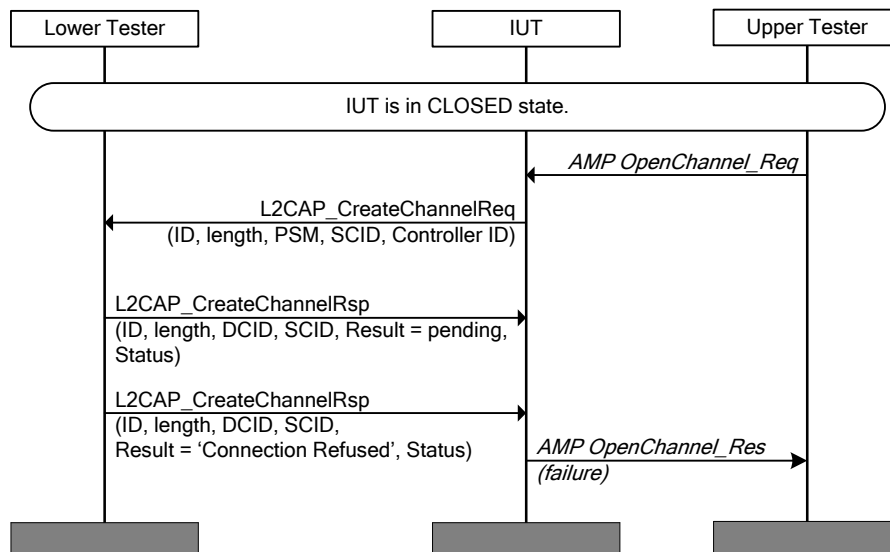 Lower Tester
IUT
Upper Tester
IUT is in CLOSED state.
AMP OpenChannel_Req
L2CAP_CreateChannelReq
(ID, length, PSM, SCID, Controller ID)
L2CAP_CreateChannelRsp
(ID, length, DCID, SCID, Result = pending,
Status)
L2CAP_CreateChannelRsp
(ID, length, DCID, SCID,
Result = ‘Connection Refused’, Status)
AMP OpenChannel_Res
(failure)